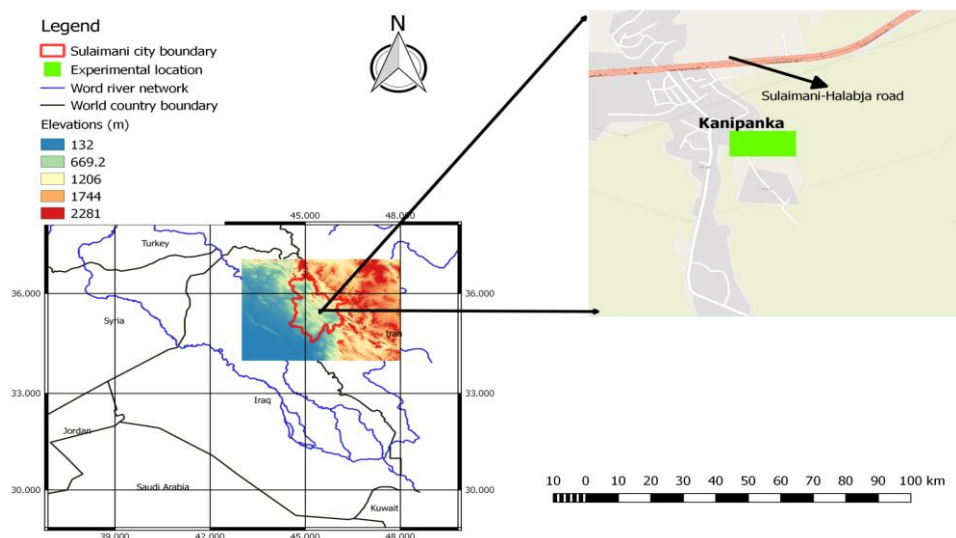 Legend
Sulaimani city boundary
Experimental location
Word river network
World country boundary
Elevations (m)
132
669.2
1206
1744
2281
N
Sulaimani-Halabja road
Kanipanka
45.000 48.000
Turkey
36.000 36.000
Syria
Iran
33.000 33.000
Iraq
Jordan
30.000 30.000
Saudi Arabia
Kuwait
39.000 42.000 45.000 48.000
10 0 10 20 30 40 50 60 70 80 90 100 km